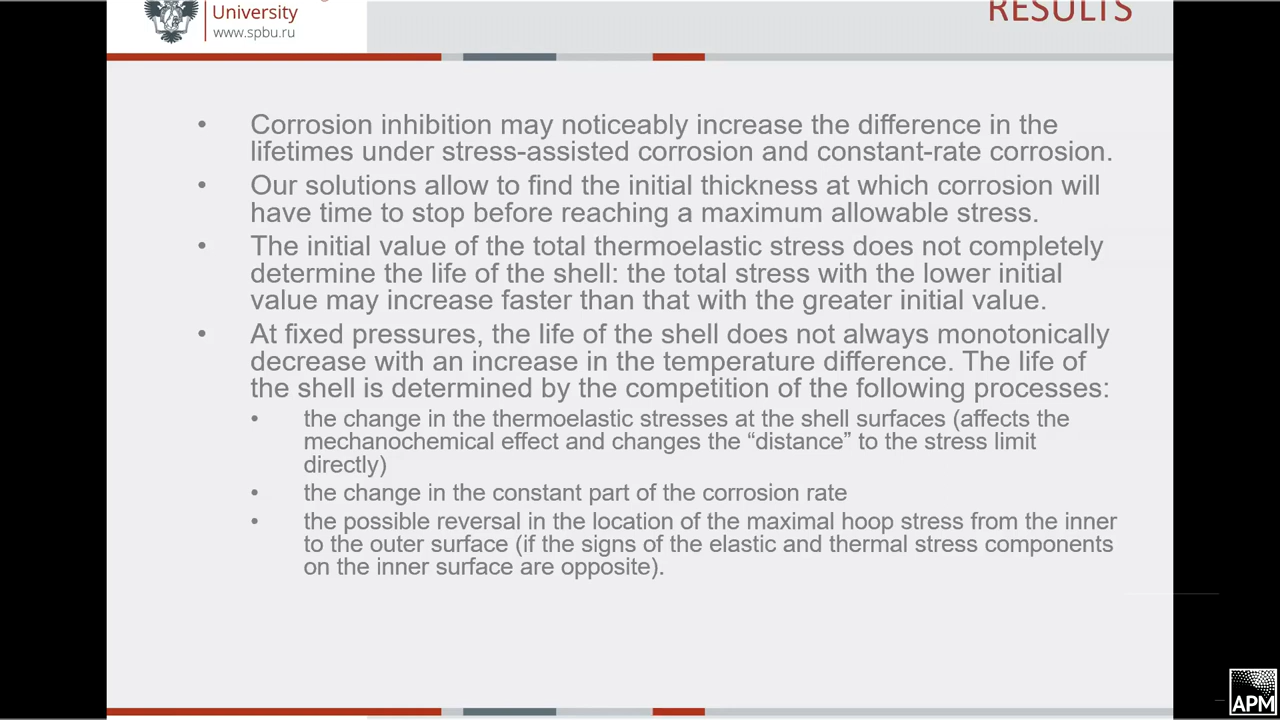 University
www.spbu.ru
RESULTS
• Corrosion inhibition may noticeably increase the difference in the
lifetimes under stress-assisted corrosion and constant-rate corrosion.
• Our solutions allow to find the initial thickness at which corrosion will
have time to stop before reaching a maximum allowable stress.
• The initial value of the total thermoelastic stress does not completely
determine the life of the shell: the total stress with the lower initial
value may increase faster than that with the greater initial value.
• At fixed pressures, the life of the shell does not always monotonically
decrease with an increase in the temperature difference. The life of
the shell is determined by the competition of the following processes:
• the change in the thermoelastic stresses at the shell surfaces (affects the
mechanochemical effect and changes the “distance” to the stress limit
directly)
• the change in the constant part of the corrosion rate
• the possible reversal in the location of the maximal hoop stress from the inner
to the outer surface (if the signs of the elastic and thermal stress components
on the inner surface are opposite).
APM